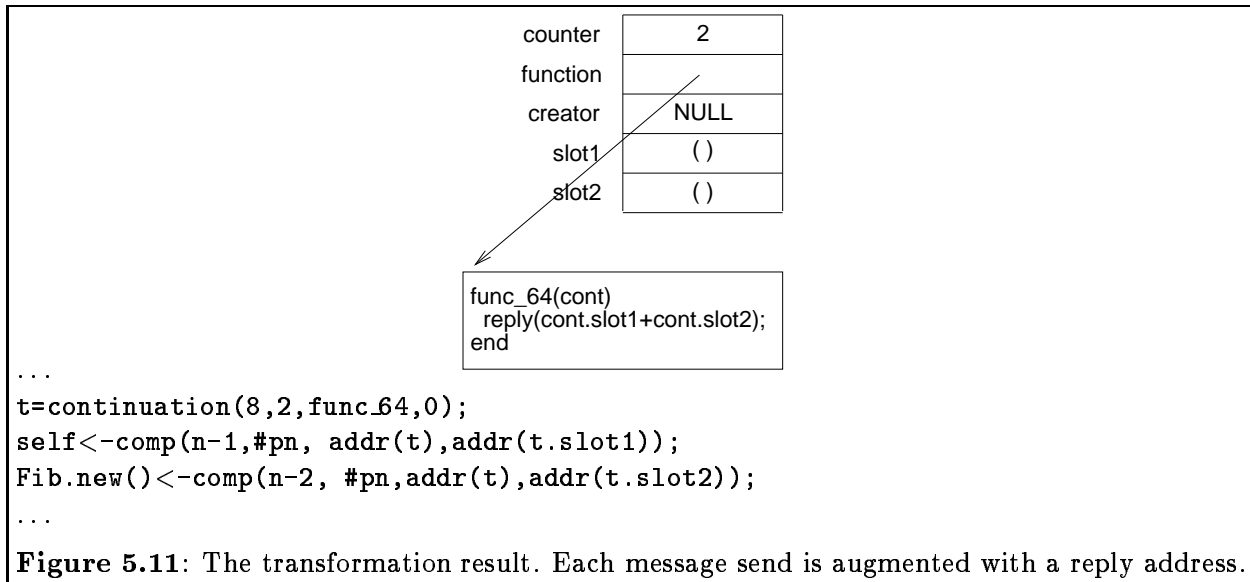 counter 2
function
creator NULL
slot1 ( )
slot2 ( )
func_64(cont)
reply(cont.slot1+cont.slot2);
end
...
t=continuation(8,2,func_64,0);
self<-comp(n-1,#pn, addr(t),addr(t.slot1));
Fib.new()<-comp(n-2, #pn,addr(t),addr(t.slot2));
...
Figure 5.11: The transformation result. Each message send is augmented with a reply address.